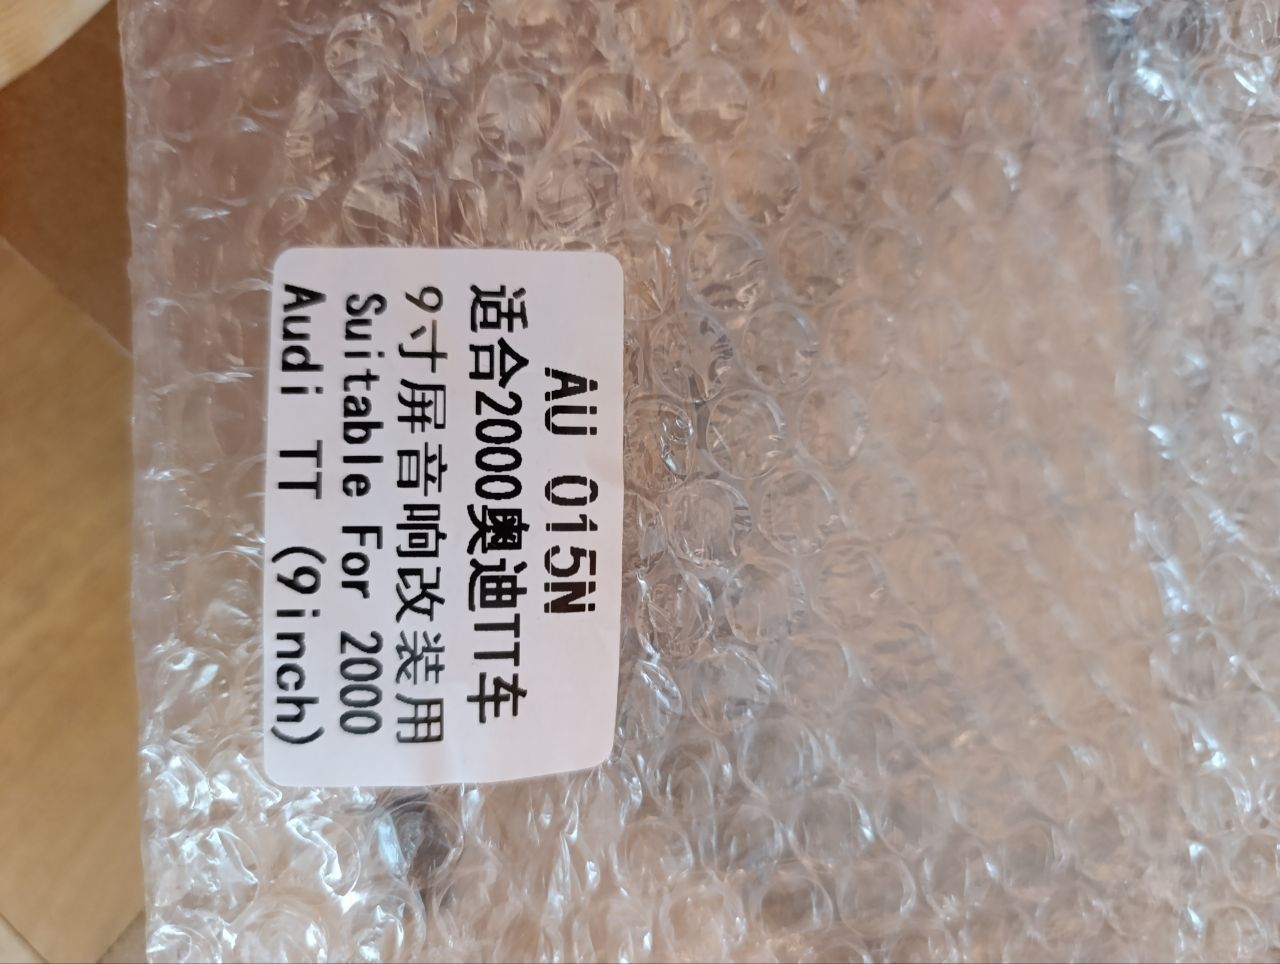 AU 015N
适合2000奥迪TT车
9寸屏音响改装用
Suitable For 2000
Audi TT (9inch)